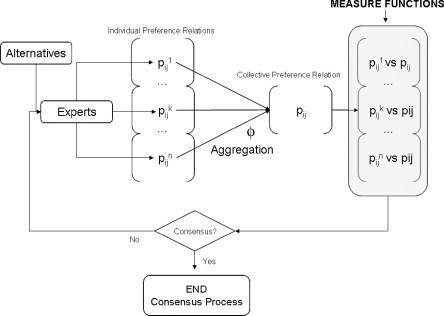 MEASURE FUNCTIONS
Individual Preference Relations
Alternatives
Experts
p_ij^1
...
p_ij^k
...
p_ij^n
Collective Preference Relation
p_ij
ϕ
Aggregation
p_ij^1 vs p_ij
...
p_ij^k vs pij
...
p_ij^n vs pij
Consensus?
No
Yes
END
Consensus Process